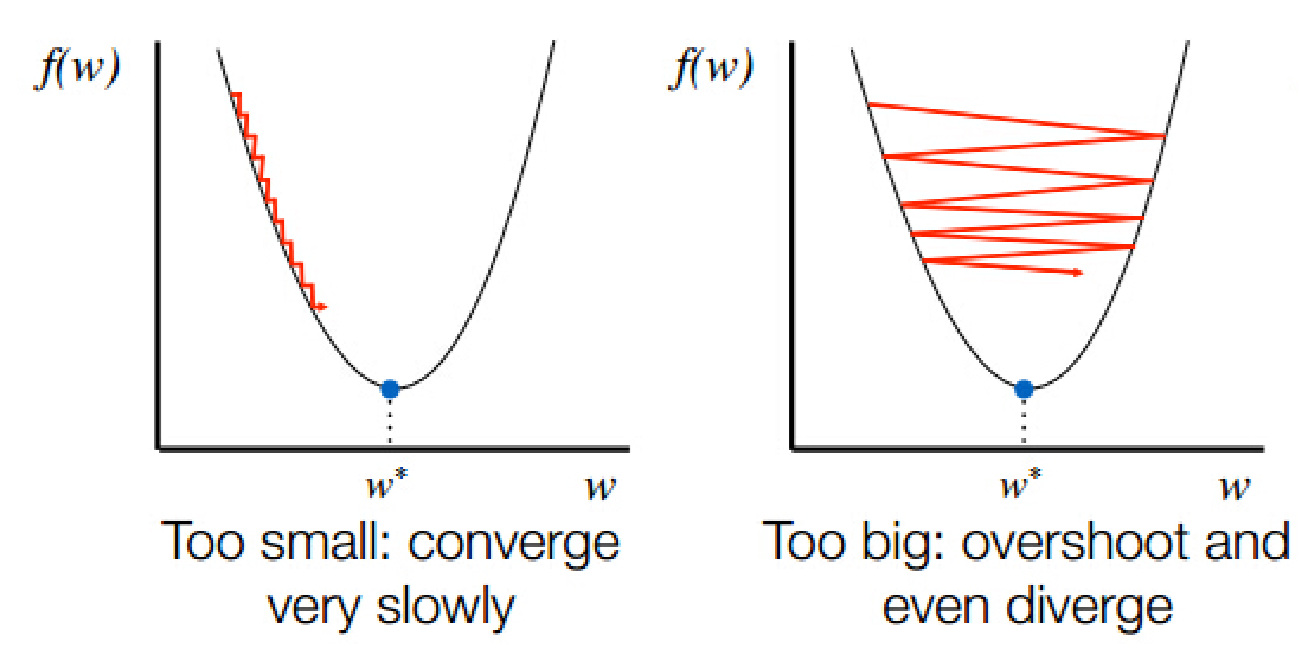 f(w)
w*
w
Too small: converge
very slowly
f(w)
w*
w
Too big: overshoot and
even diverge